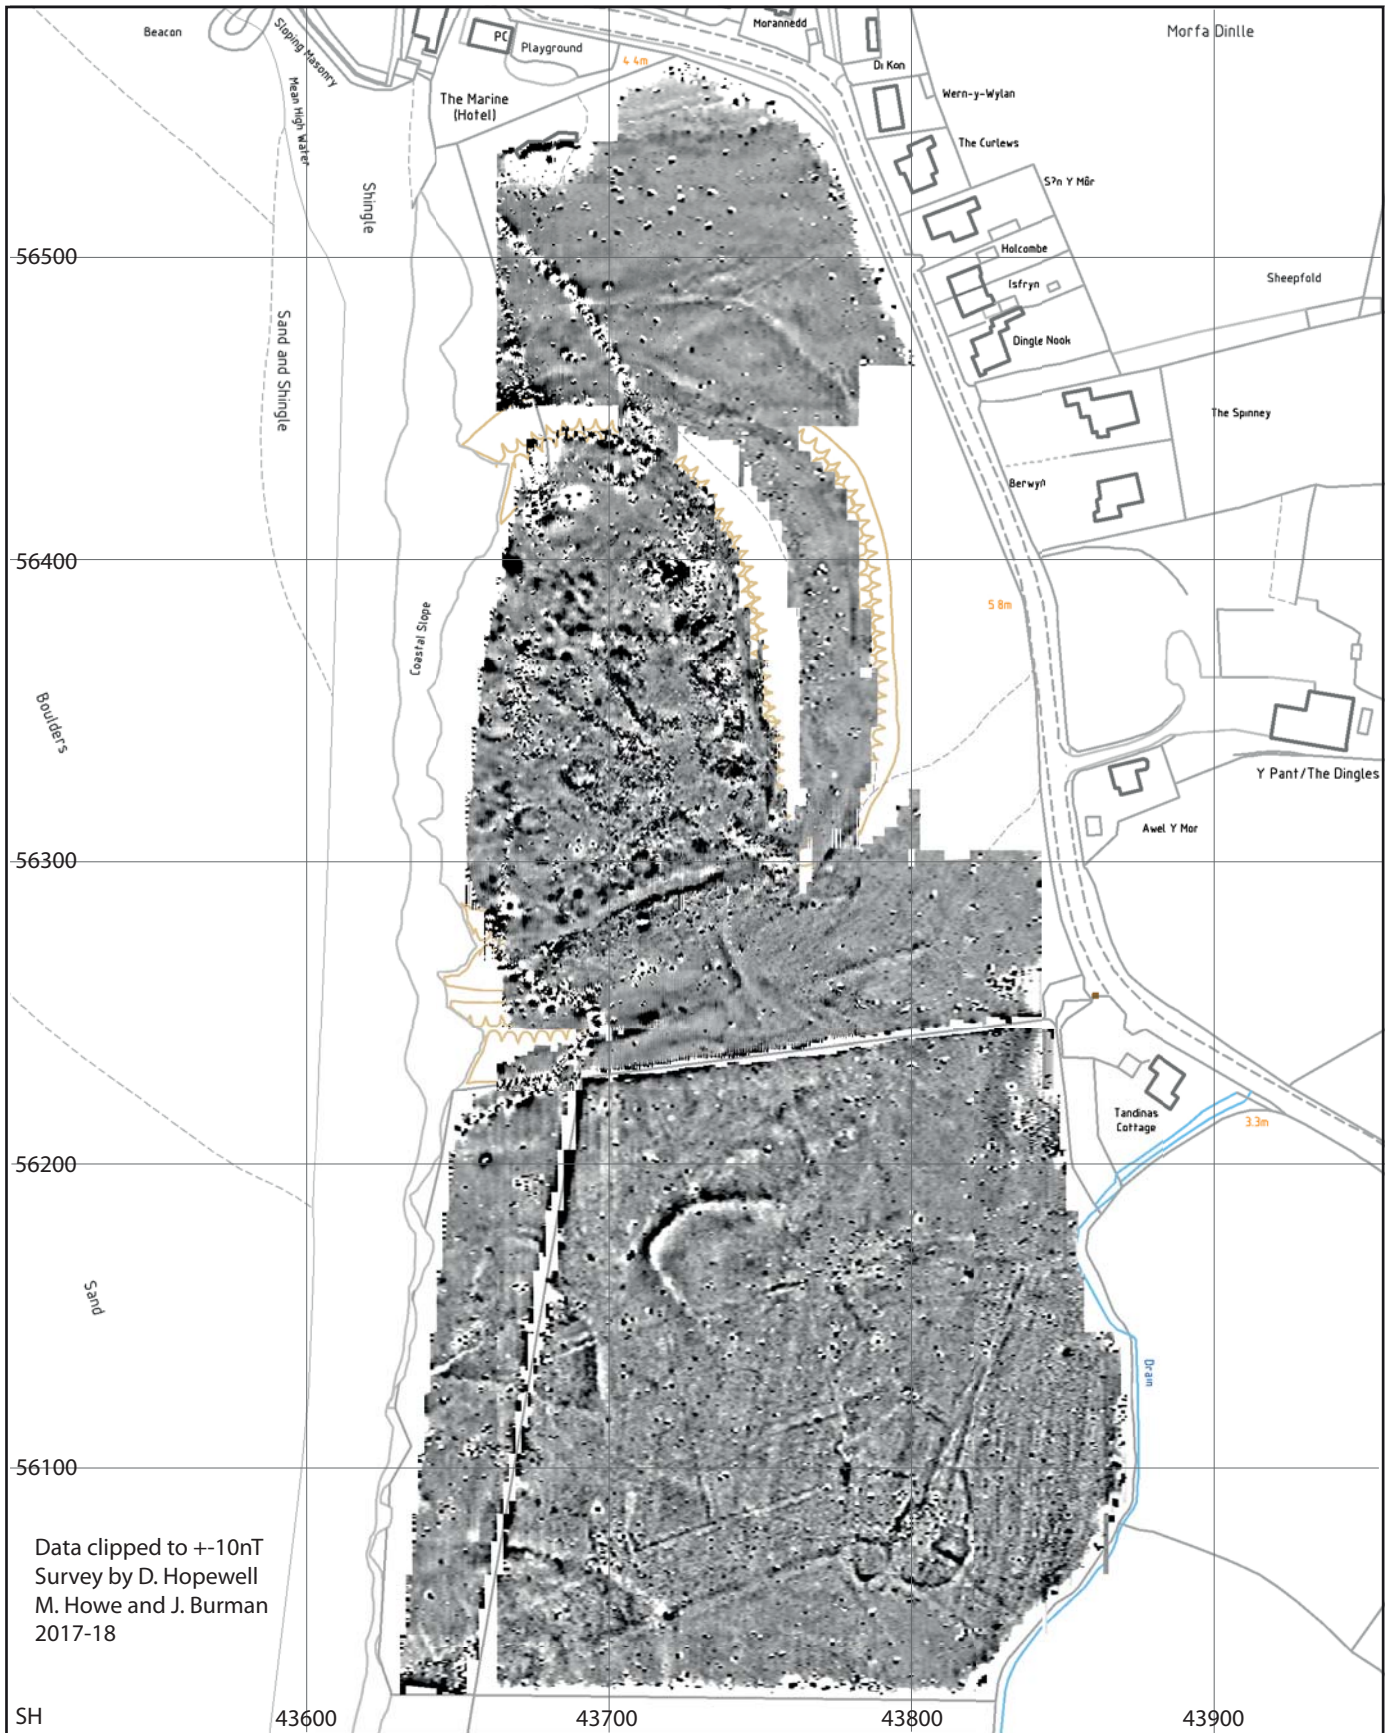 Beacon
Sloping Masonry
Mean High Water
PC
Playground
Morannedd
Morfa Dinlle
4 4m
Di Kon
The Marine
(Hotel)
Wern-y-Wylan
The Curlews
S?n Y Môr
Shingle
Holcombe
56500
Isfryn
Sheepfold
Sand and Shingle
Dingle Nook
The Spinney
Berwyn
56400
5 8m
Coastal Slope
Boulders
Y Pant/The Dingles
Awel Y Mor
56300
Tandinas
Cottage
3.3m
56200
Sand
Drain
56100
Data clipped to +-10nT
Survey by D. Hopewell
M. Howe and J. Burman
2017-18
SH
43600
43700
43800
43900